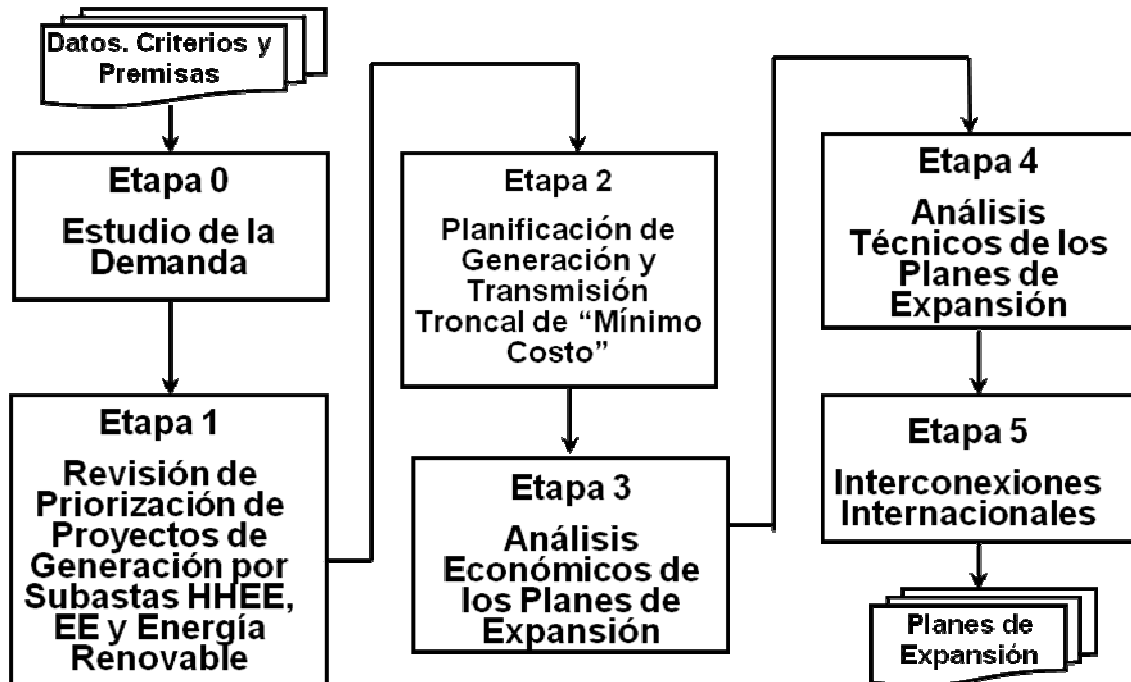 Datos. Criterios y
Premisas
Etapa 0
Estudio de la
Demanda
Etapa 1
Revisión de
Priorización de
Proyectos de
Generación por
Subastas HHEE,
EE y Energía
Renovable
Etapa 2
Planificación de
Generación y
Transmisión
Troncal de “Mínimo
Costo”
Etapa 3
Análisis
Económicos de
los Planes de
Expansión
Etapa 4
Análisis
Técnicos de los
Planes de
Expansión
Etapa 5
Interconexiones
Internacionales
Planes de
Expansión